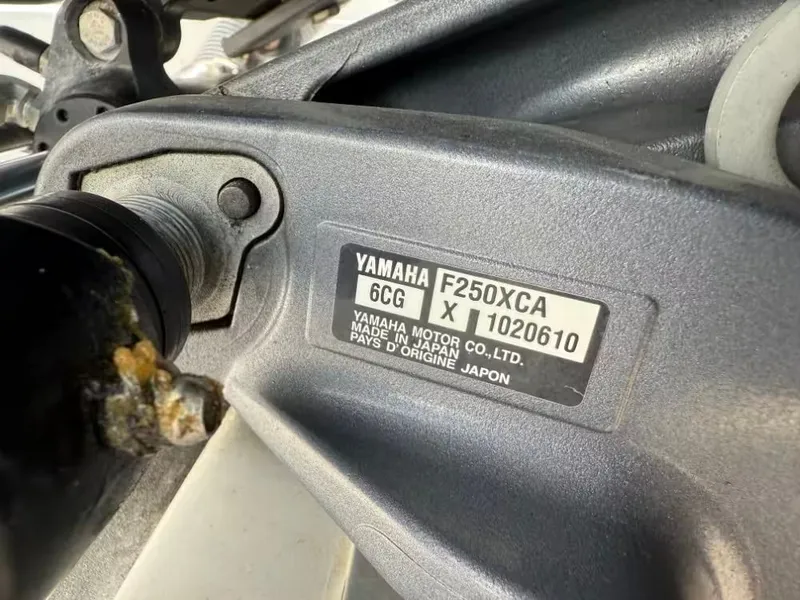 YAMAHA F250XCA
6CG X 1020610
YAMAHA MOTOR CO.,LTD.
MADE IN JAPAN
PAYS D'ORIGINE JAPON